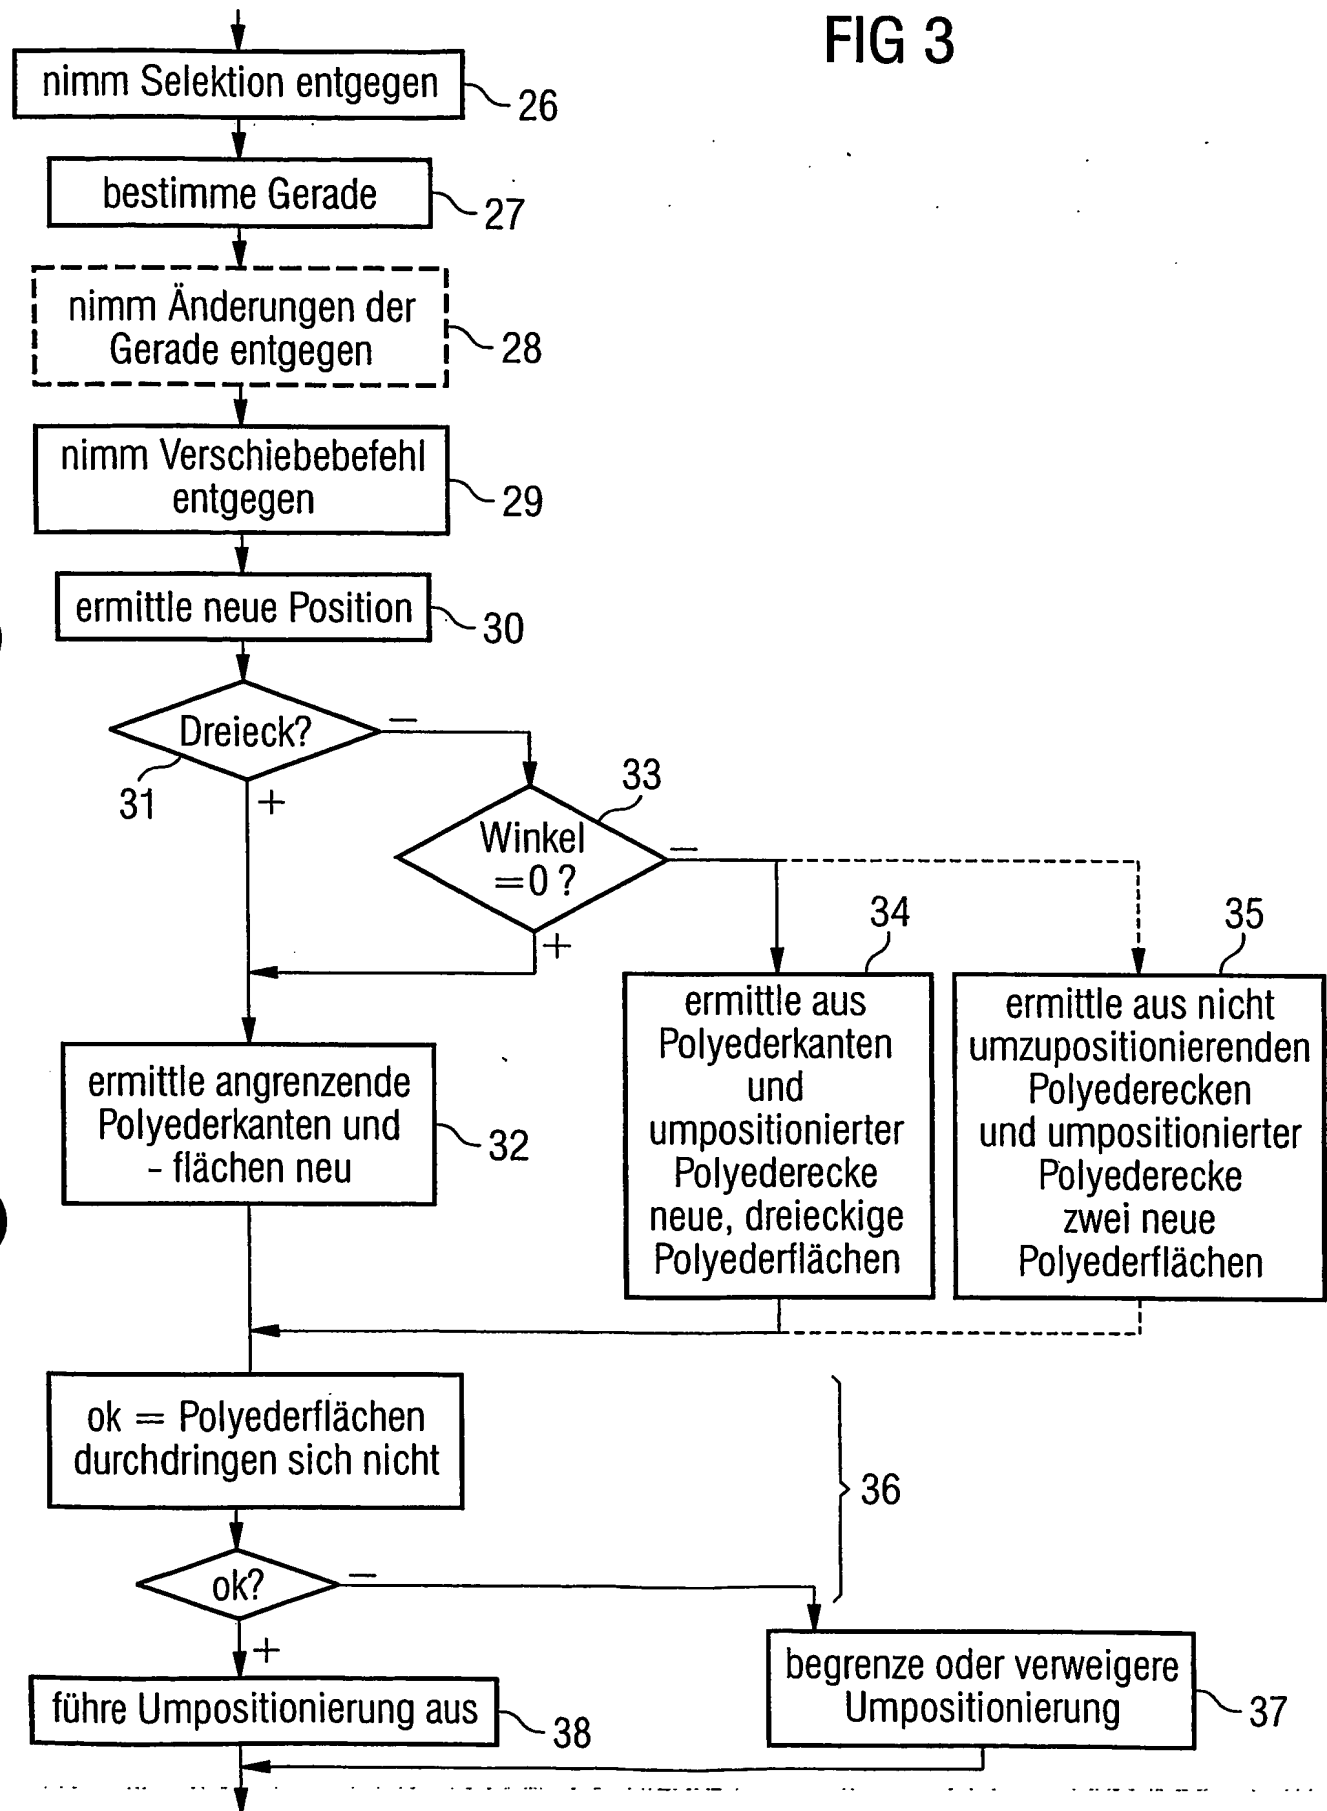 FIG 3
nimm Selektion entgegen
26
bestimme Gerade
27
nimm Änderungen der
Gerade entgegen
28
nimm Verschiebebefehl
entgegen
29
ermittle neue Position
30
Dreieck?
31
–
+
33
Winkel
=0 ?
–
+
34
35
ermittle aus
Polyederkanten
und
umpositionierter
Polyederecke
neue, dreieckige
Polyederflächen
ermittle aus nicht
umzupositionierenden
Polyederecken
und umpositionierter
Polyederecke
zwei neue
Polyederflächen
ermittle angrenzende
Polyederkanten und
- flächen neu
32
ok = Polyederflächen
durchdringen sich nicht
36
ok?
–
+
führe Umpositionierung aus
38
begrenze oder verweigere
Umpositionierung
37